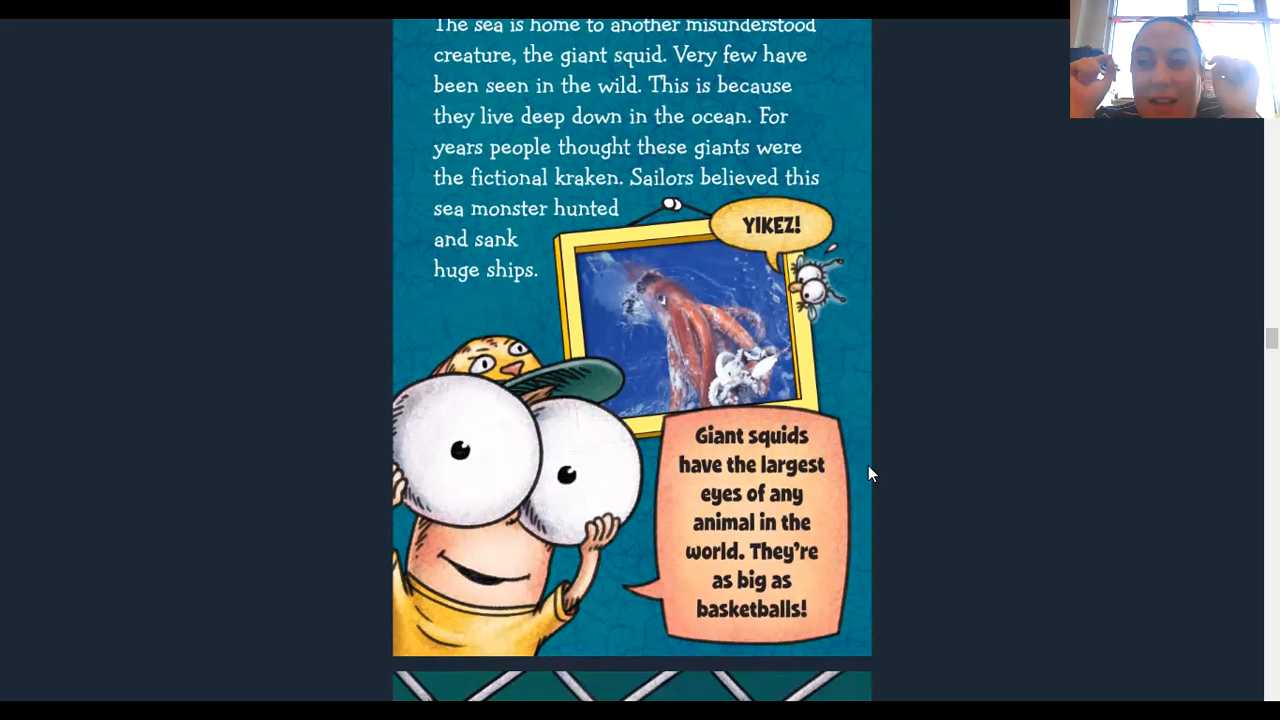 The sea is home to another misunderstood
creature, the giant squid. Very few have
been seen in the wild. This is because
they live deep down in the ocean. For
years people thought these giants were
the fictional kraken. Sailors believed this
sea monster hunted
and sank
huge ships.
YIKEZ!
Giant squids
have the largest
eyes of any
animal in the
world. They're
as big as
basketballs!